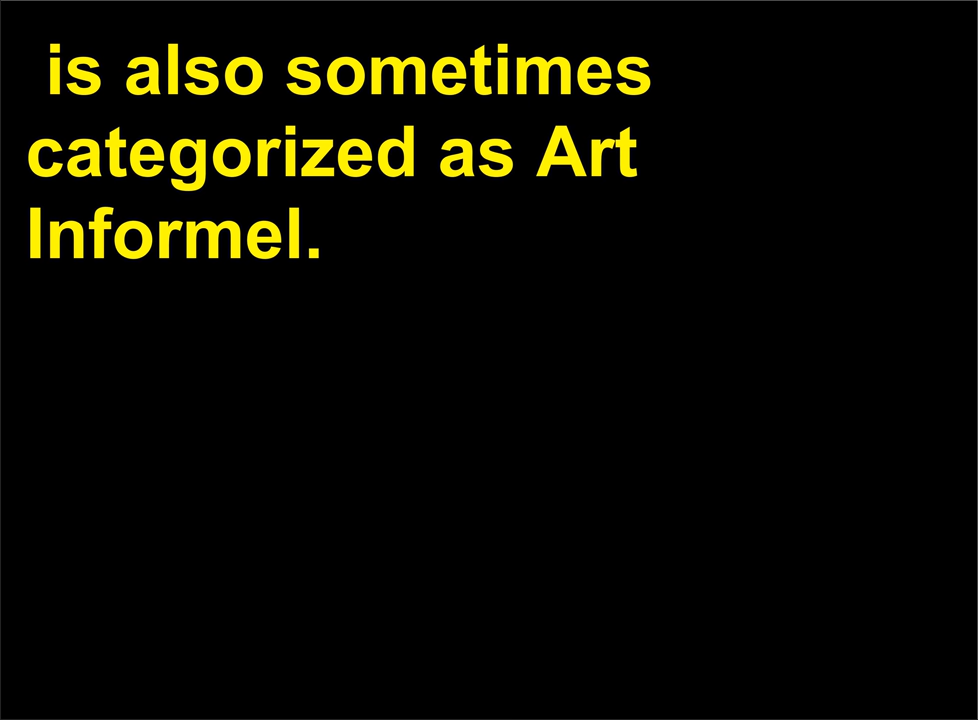 is also sometimes
categorized as Art
Informel.